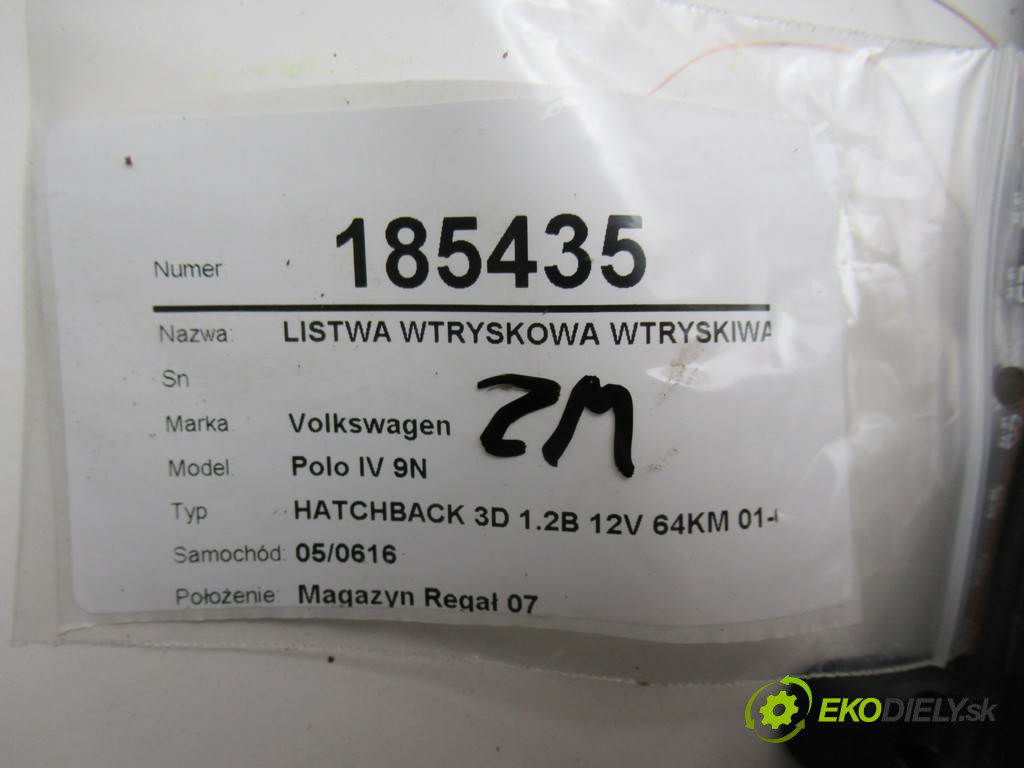 Numer 185435
Nazwa: LISTWA WTRYSKOWA WTRYSKIWA
Sn
ZM
Marka Volkswagen
Model Polo IV 9N
Typ HATCHBACK 3D 1.2B 12V 64KM 01-
Samochód: 05/0616
Położenie: Magazyn Regał 07
EKODIELY.sk